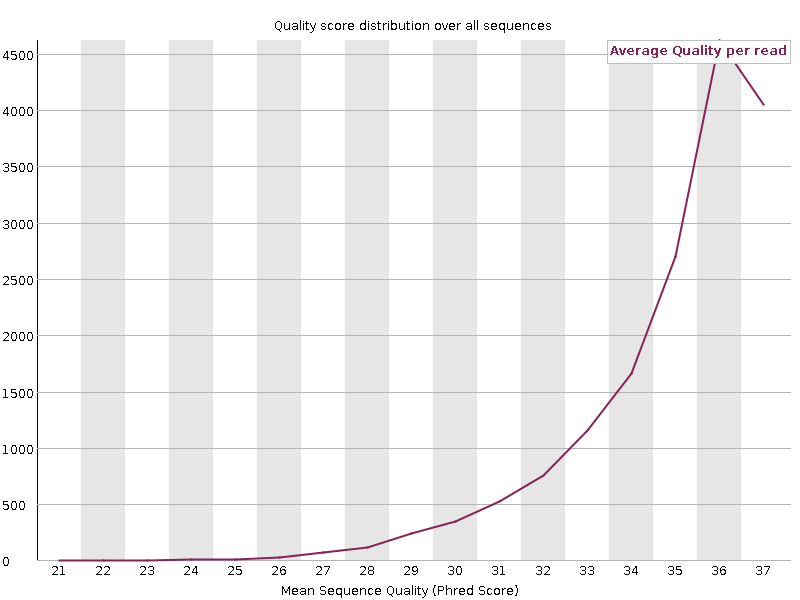 Quality score distribution over all sequences
Average Quality per read
4500
4000
3500
3000
2500
2000
1500
1000
500
0
21 22 23 24 25 26 27 28 29 30 31 32 33 34 35 36 37
Mean Sequence Quality (Phred Score)